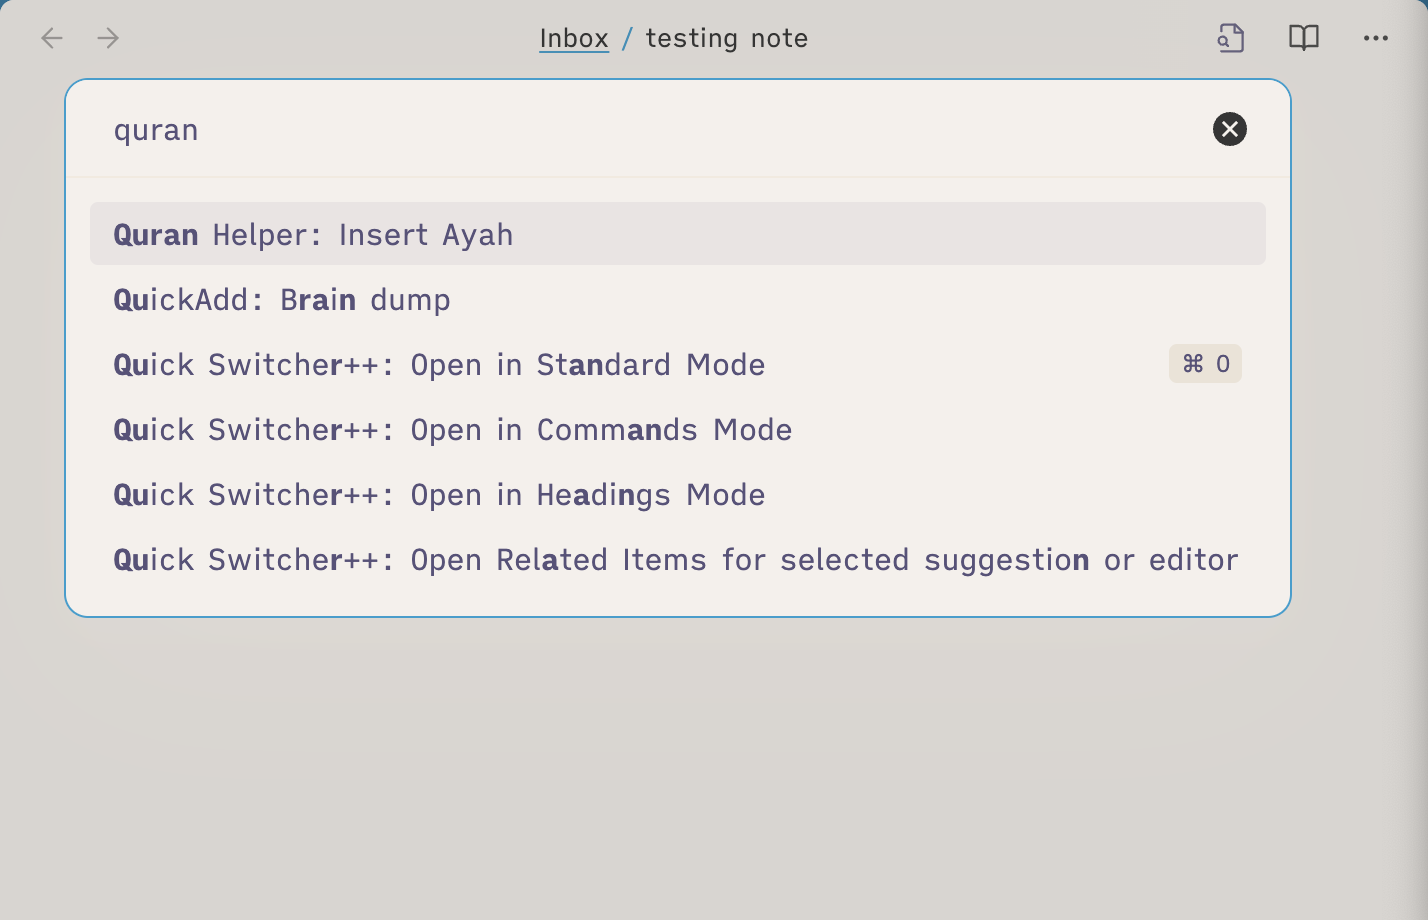 Inbox / testing note
quran
Quran Helper: Insert Ayah
QuickAdd: Brain dump
Quick Switcher++: Open in Standard Mode ⌘ O
Quick Switcher++: Open in Commands Mode
Quick Switcher++: Open in Headings Mode
Quick Switcher++: Open Related Items for selected suggestion or editor